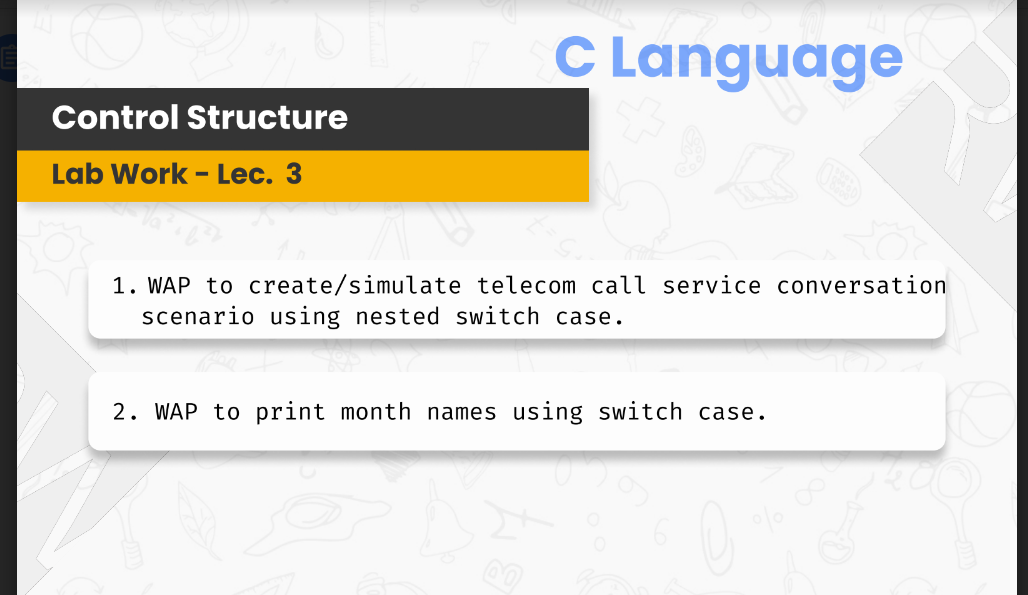 C Language
Control Structure
Lab Work - Lec. 3
1. WAP to create/simulate telecom call service conversation
scenario using nested switch case.
2. WAP to print month names using switch case.